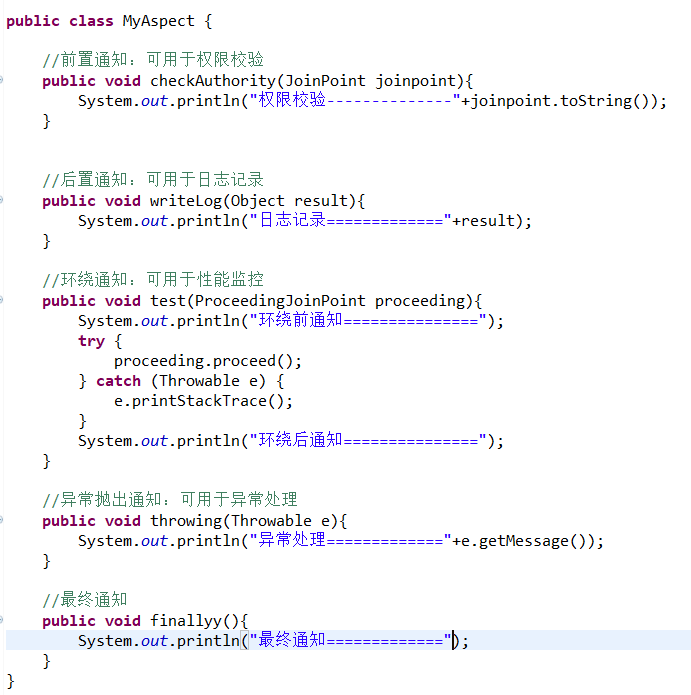 public class MyAspect {
//前置通知：可用于权限校验
public void checkAuthority(JoinPoint joinpoint){
System.out.println("权限校验--------------"+joinpoint.toString());
}
//后置通知：可用于日志记录
public void writeLog(Object result){
System.out.println("日志记录============="+result);
}
//环绕通知：可用于性能监控
public void test(ProceedingJoinPoint proceeding){
System.out.println("环绕前通知===============");
try {
proceeding.proceed();
} catch (Throwable e) {
e.printStackTrace();
}
System.out.println("环绕后通知===============");
}
//异常抛出通知：可用于异常处理
public void throwing(Throwable e){
System.out.println("异常处理============="+e.getMessage());
}
//最终通知
public void finallyy(){
System.out.println("最终通知=============");
}
}